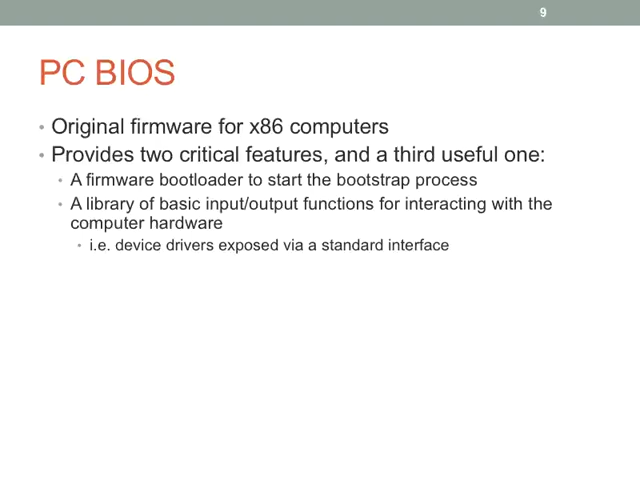 9
PC BIOS
• Original firmware for x86 computers
• Provides two critical features, and a third useful one:
• A firmware bootloader to start the bootstrap process
• A library of basic input/output functions for interacting with the
computer hardware
• i.e. device drivers exposed via a standard interface